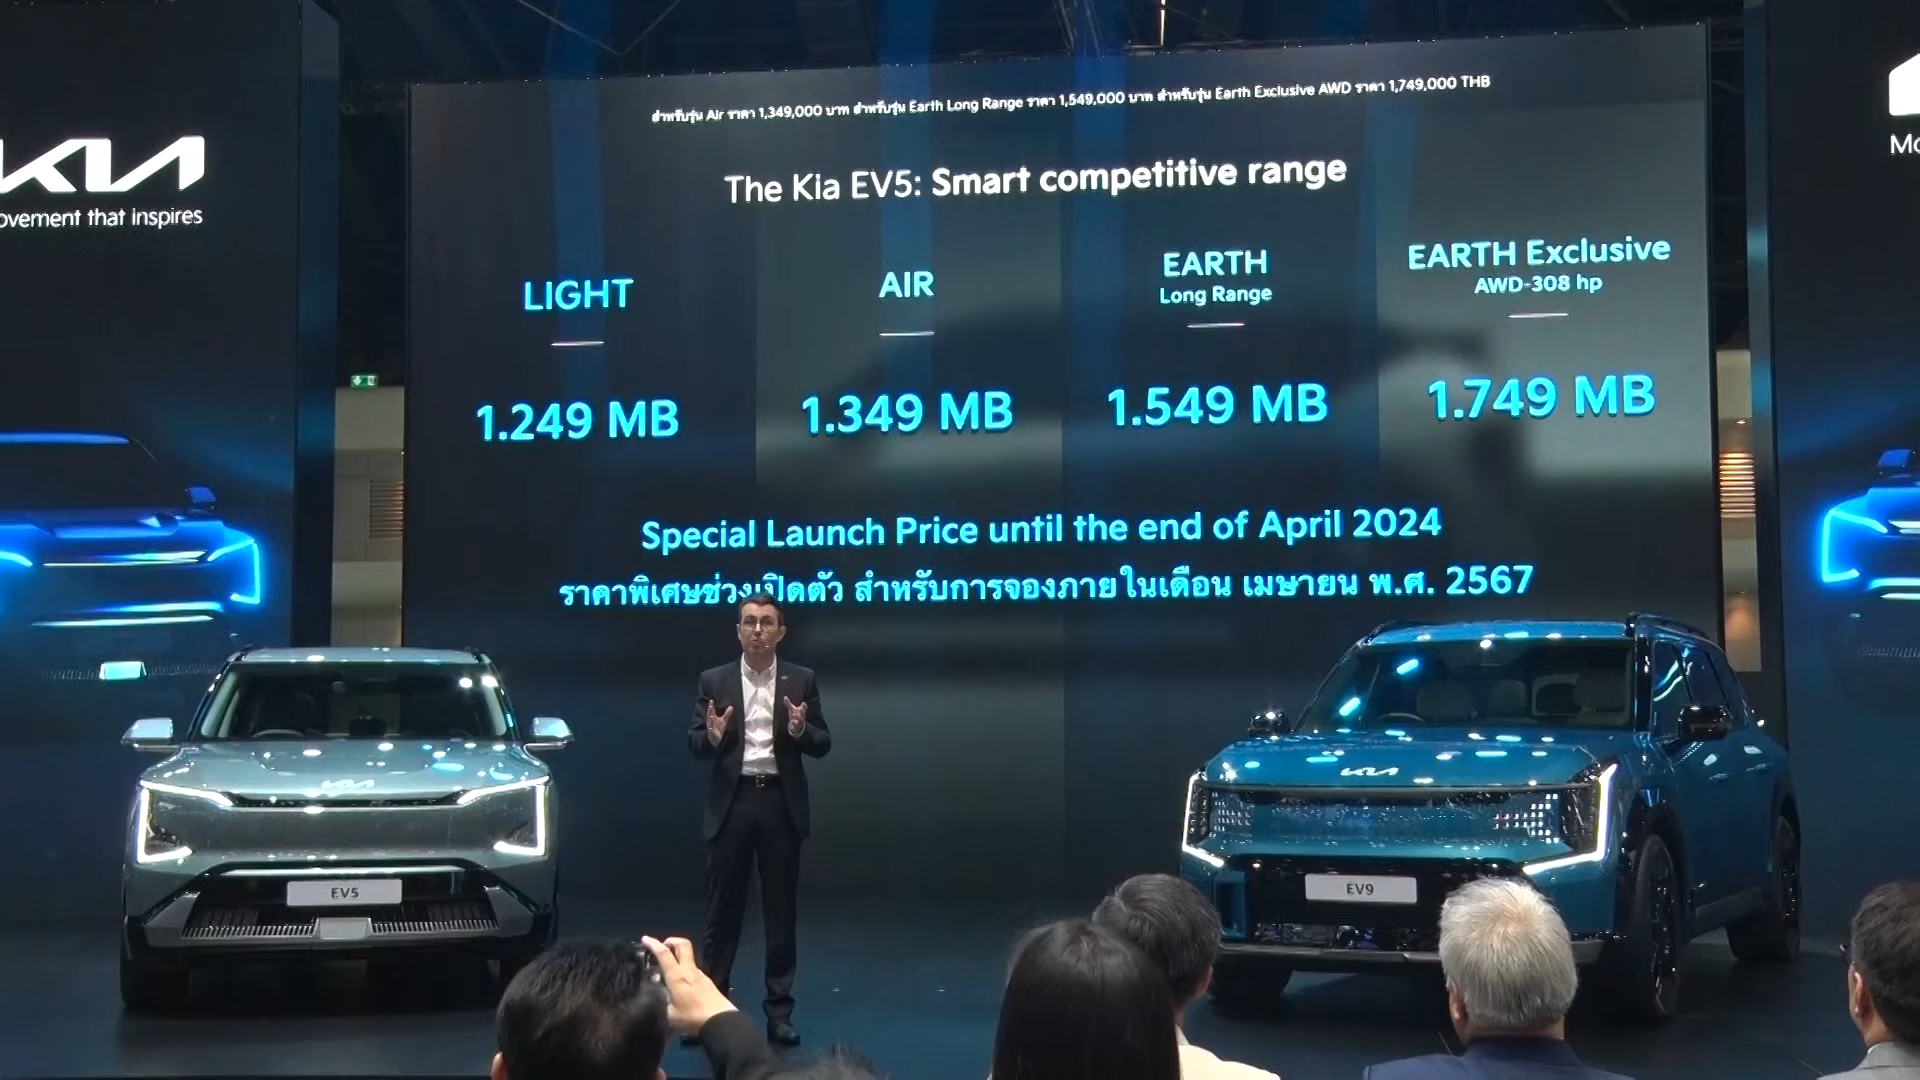 สำหรับรุ่น Air ราคา 1,349,000 บาท สำหรับรุ่น Earth Long Range ราคา 1,549,000 บาท สำหรับรุ่น Earth Exclusive AWD ราคา 1,749,000 THB
KIA
ovement that inspires
Mo
The Kia EV5: Smart competitive range
LIGHT
1.249 MB
AIR
1.349 MB
EARTH
Long Range
1.549 MB
EARTH Exclusive
AWD-308 hp
1.749 MB
Special Launch Price until the end of April 2024
ราคาพิเศษช่วงเปิดตัว สำหรับการจองภายในเดือน เมษายน พ.ศ. 2567
KIA
EV5
KIA
EV9